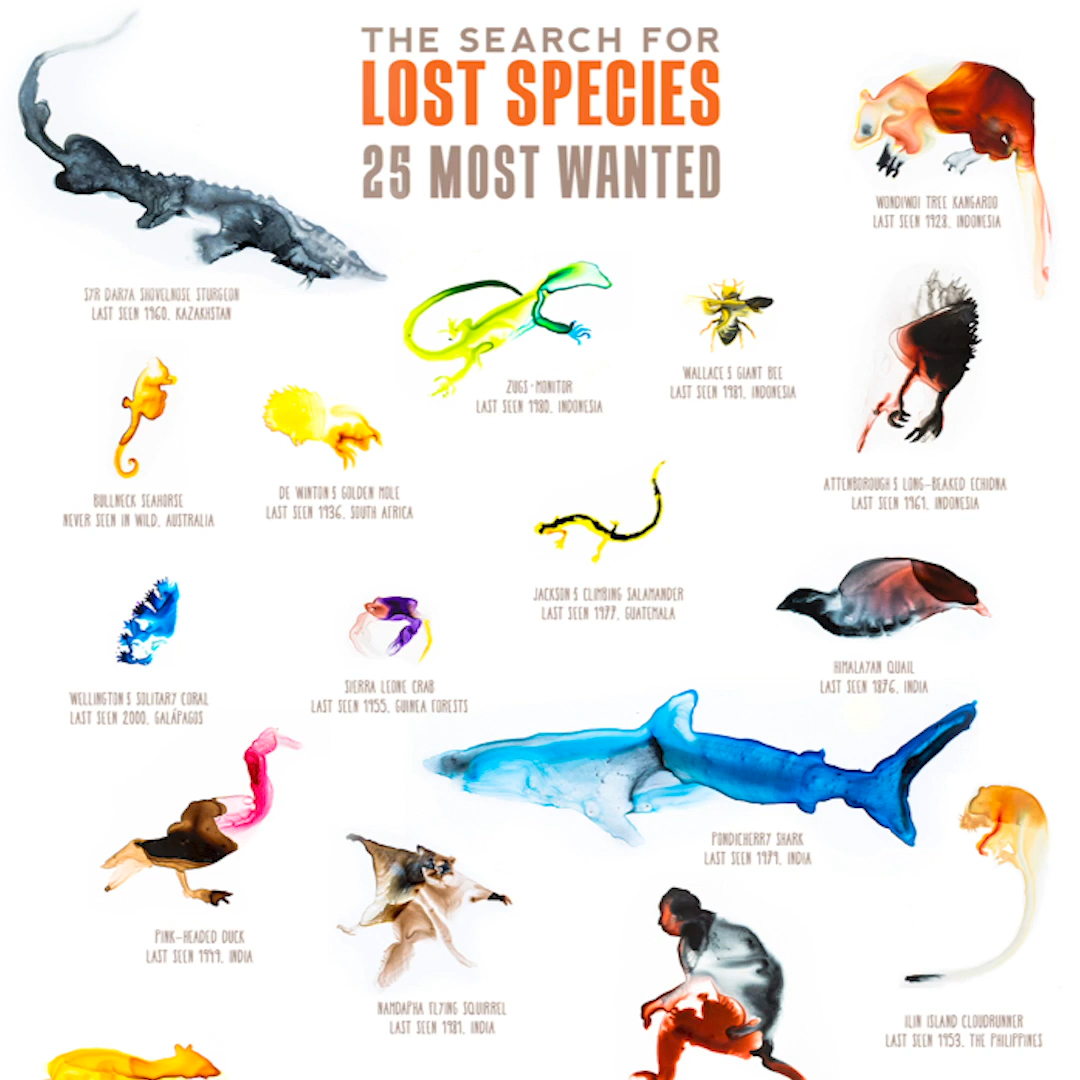 THE SEARCH FOR
LOST SPECIES
25 MOST WANTED
WONDIWOI TREE KANGAROO
LAST SEEN 1928, INDONESIA
SYR DARYA SHOVELNOSE STURGEON
LAST SEEN 1960, KAZAKHSTAN
ZUGS MONITOR
LAST SEEN 1980, INDONESIA
WALLACE'S GIANT BEE
LAST SEEN 1981, INDONESIA
BULLNECK SEAHORSE
NEVER SEEN IN WILD, AUSTRALIA
DE WINTON'S GOLDEN MOLE
LAST SEEN 1936, SOUTH AFRICA
ATTENBOROUGH'S LONG-BEAKED ECHIDNA
LAST SEEN 1961, INDONESIA
JACKSON'S CLIMBING SALAMANDER
LAST SEEN 1977, GUATEMALA
HIMALAYAN QUAIL
LAST SEEN 1876, INDIA
WELLINGTON'S SOLITARY CORAL
LAST SEEN 2000, GALÁPAGOS
SIERRA LEONE CRAB
LAST SEEN 1955, GUINEA FORESTS
PONDICHERRY SHARK
LAST SEEN 1979, INDIA
PINK-HEADED DUCK
LAST SEEN 1949, INDIA
NAMDAPHA FLYING SQUIRREL
LAST SEEN 1981, INDIA
ILIN ISLAND CLOUDRUNNER
LAST SEEN 1953, THE PHILIPPINES